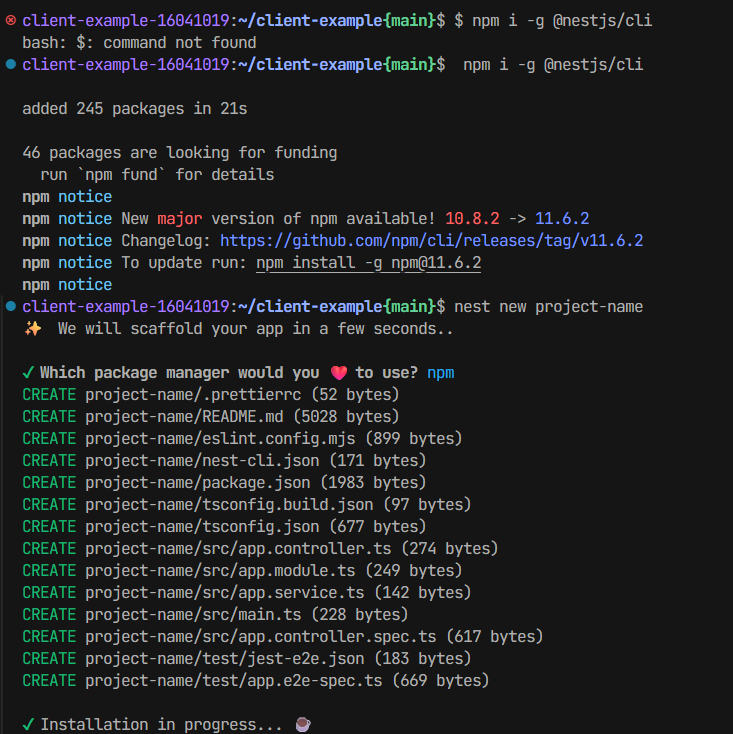 client-example-16041019:~/client-example{main}$ $ npm i -g @nestjs/cli
bash: $: command not found
client-example-16041019:~/client-example{main}$  npm i -g @nestjs/cli
added 245 packages in 21s
46 packages are looking for funding
  run `npm fund` for details
npm notice
npm notice New major version of npm available! 10.8.2 -> 11.6.2
npm notice Changelog: https://github.com/npm/cli/releases/tag/v11.6.2
npm notice To update run: npm install -g npm@11.6.2
npm notice
client-example-16041019:~/client-example{main}$ nest new project-name
✨  We will scaffold your app in a few seconds..
✓ Which package manager would you ❤️ to use? npm
CREATE project-name/.prettierrc (52 bytes)
CREATE project-name/README.md (5028 bytes)
CREATE project-name/eslint.config.mjs (899 bytes)
CREATE project-name/nest-cli.json (171 bytes)
CREATE project-name/package.json (1983 bytes)
CREATE project-name/tsconfig.build.json (97 bytes)
CREATE project-name/tsconfig.json (677 bytes)
CREATE project-name/src/app.controller.ts (274 bytes)
CREATE project-name/src/app.module.ts (249 bytes)
CREATE project-name/src/app.service.ts (142 bytes)
CREATE project-name/src/main.ts (228 bytes)
CREATE project-name/src/app.controller.spec.ts (617 bytes)
CREATE project-name/test/jest-e2e.json (183 bytes)
CREATE project-name/test/app.e2e-spec.ts (669 bytes)
✓ Installation in progress... ☕